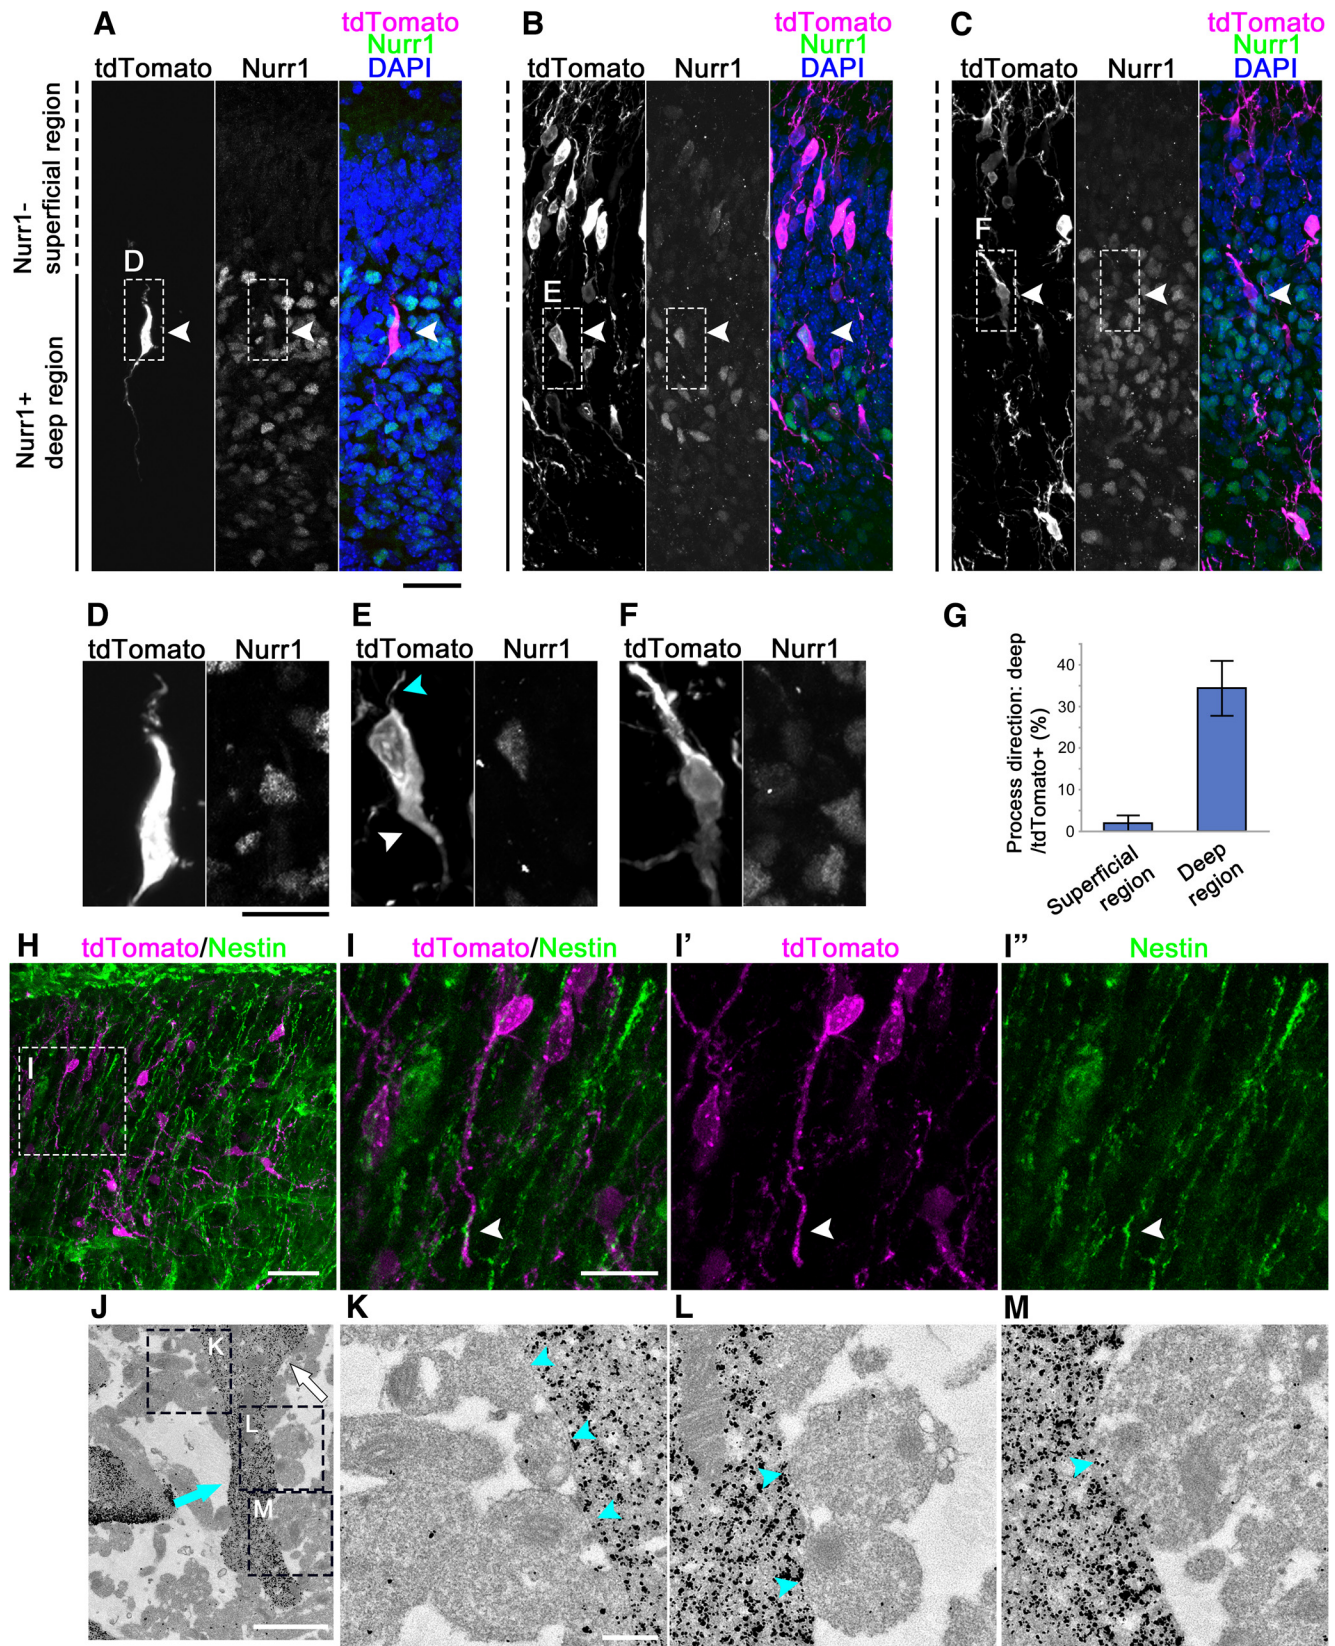 A
tdTomato
Nurr1
tdTomato Nurr1 DAPI
B
tdTomato
Nurr1
tdTomato Nurr1 DAPI
C
tdTomato
Nurr1
tdTomato Nurr1 DAPI
Nurr1-
superficial region
Nurr1+
deep region
D
E
F
D
tdTomato Nurr1
E
tdTomato Nurr1
F
tdTomato Nurr1
G
Process direction: deep
/tdTomato+ (%)
40
30
20
10
0
Superficial
region
Deep
region
H tdTomato/Nestin
I tdTomato/Nestin
I’ tdTomato
I” Nestin
I
J
K
L
M
K
L
M